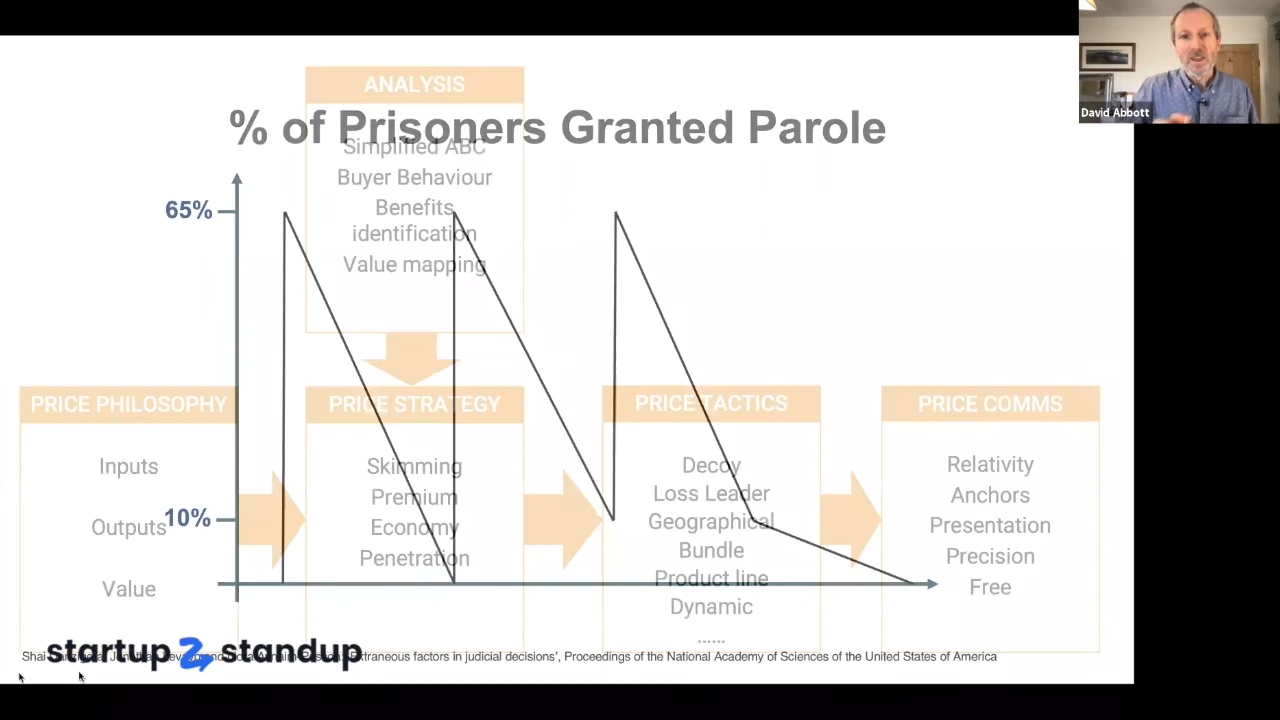 David Abbott
ANALYSIS
% of Prisoners Granted Parole
Simplified ABC
Buyer Behaviour
65%
Benefits
identification
Value mapping
PRICE PHILOSOPHY
PRICE STRATEGY
PRICE TACTICS
PRICE COMMS
Inputs
Outputs
Value
10%
Skimming
Premium
Economy
Penetration
Decoy
Loss Leader
Geographical
Bundle
Product line
Dynamic
......
Relativity
Anchors
Presentation
Precision
Free
startup 2 standup
Shai Extraneous factors in judicial decisions', Proceedings of the National Academy of Sciences of the United States of America